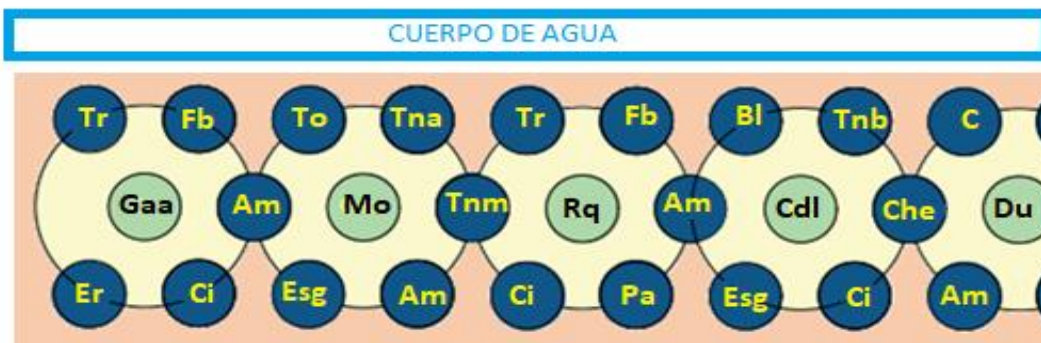 CUERPO DE AGUA
Tr Fb To Tna Tr Fb Bl Tnb C
Gaa Am Mo Tnm Rq Am Cdl Che Du
Er Ci Esg Am Ci Pa Esg Ci Am